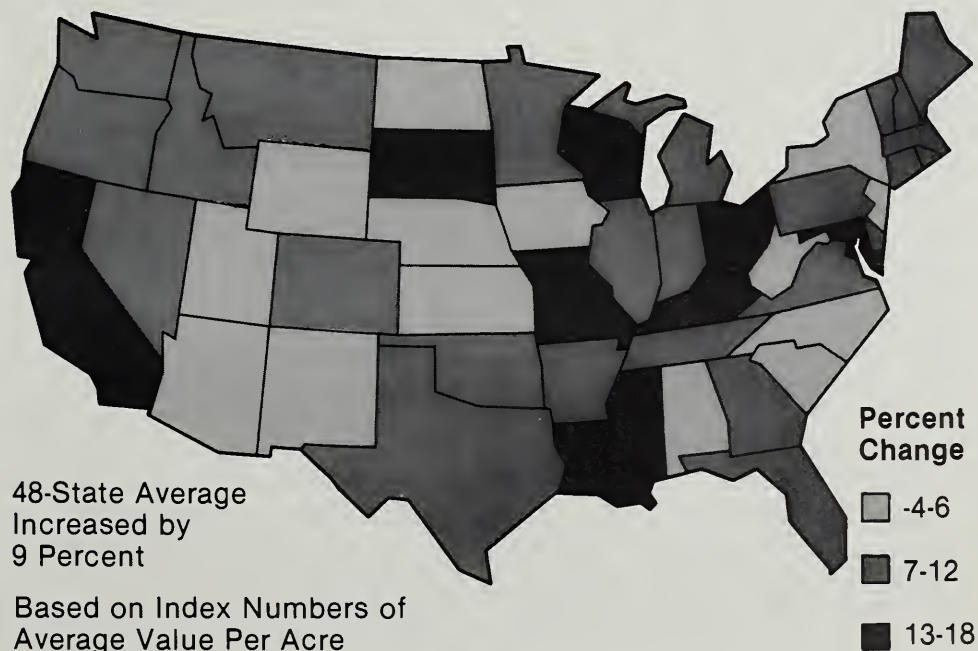 48-State Average
Increased by
9 Percent
Based on Index Numbers of
Average Value Per Acre
Percent
Change
-4-6
7-12
13-18